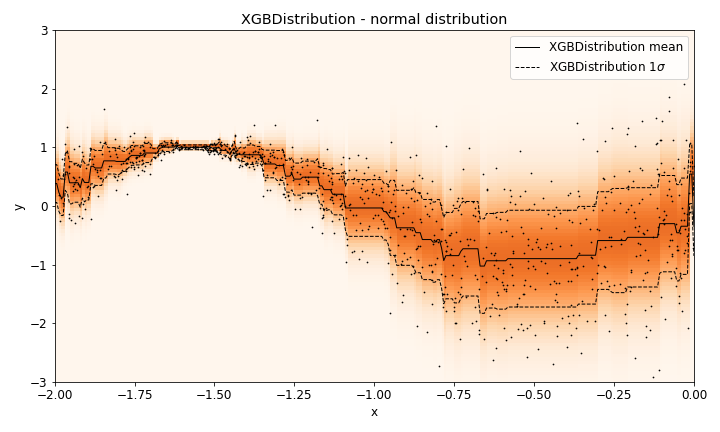 XGBDistribution - normal distribution
XGBDistribution mean
XGBDistribution 1σ
3
2
1
0
−1
−2
−3
y
−2.00 −1.75 −1.50 −1.25 −1.00 −0.75 −0.50 −0.25 0.00
x